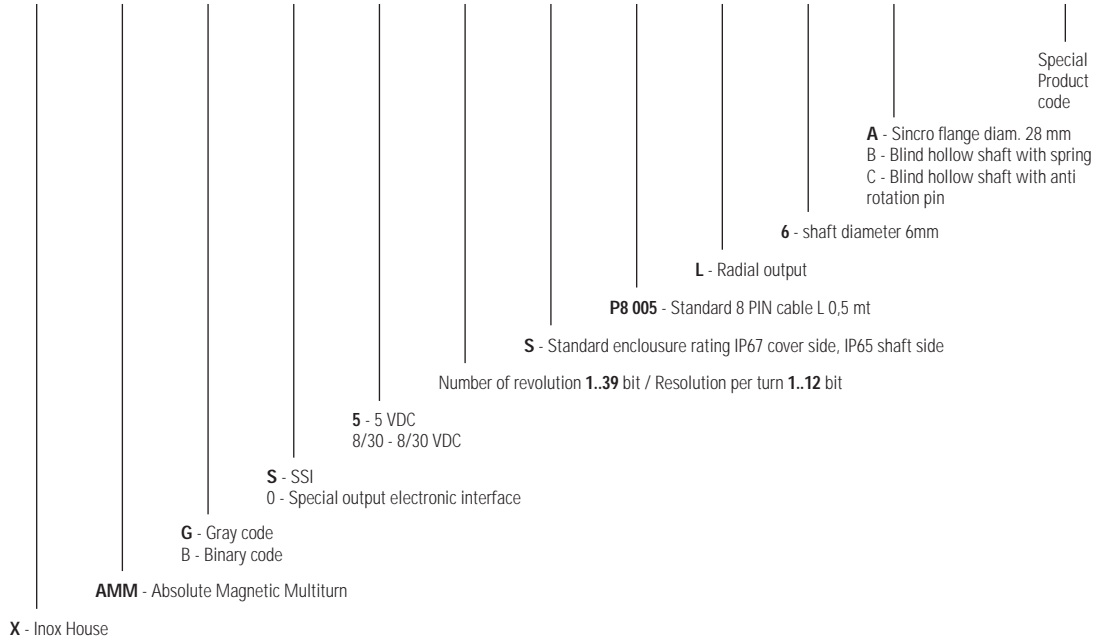 Special
Product
code
A - Sincro flange diam. 28 mm
B - Blind hollow shaft with spring
C - Blind hollow shaft with anti
rotation pin
6 - shaft diameter 6mm
L - Radial output
P8 005 - Standard 8 PIN cable L 0,5 mt
S - Standard enclousure rating IP67 cover side, IP65 shaft side
Number of revolution 1..39 bit / Resolution per turn 1..12 bit
5 - 5 VDC
8/30 - 8/30 VDC
S - SSI
0 - Special output electronic interface
G - Gray code
B - Binary code
AMM - Absolute Magnetic Multiturn
X - Inox House